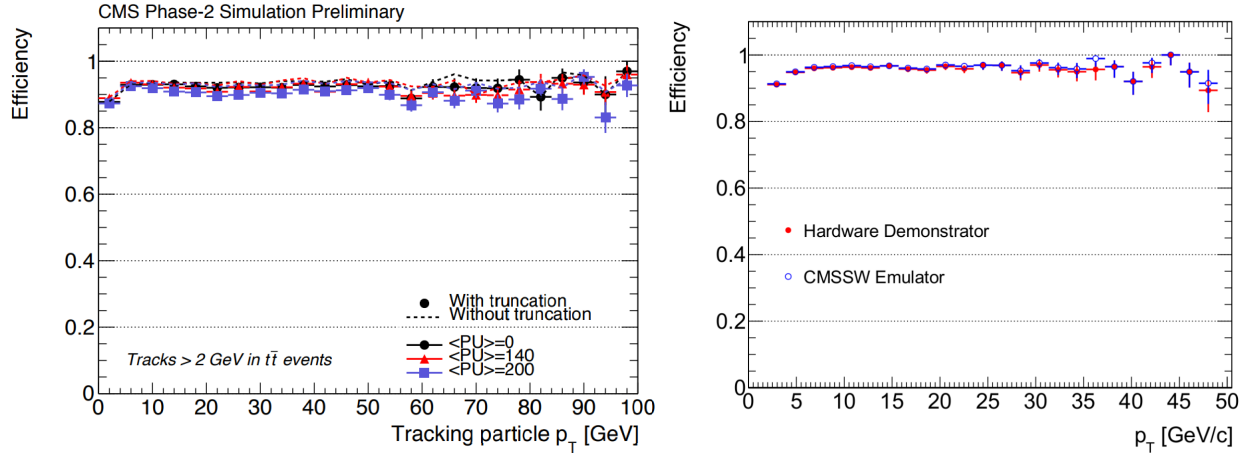 CMS Phase-2 Simulation Preliminary
Efficiency
1
0.8
0.6
0.4
0.2
0
With truncation
Without truncation
<PU>=0
<PU>=140
<PU>=200
Tracks > 2 GeV in tt̄ events
0 10 20 30 40 50 60 70 80 90 100
Tracking particle p_T [GeV]
Efficiency
1
0.8
0.6
0.4
0.2
0
Hardware Demonstrator
CMSSW Emulator
0 5 10 15 20 25 30 35 40 45 50
p_T [GeV/c]